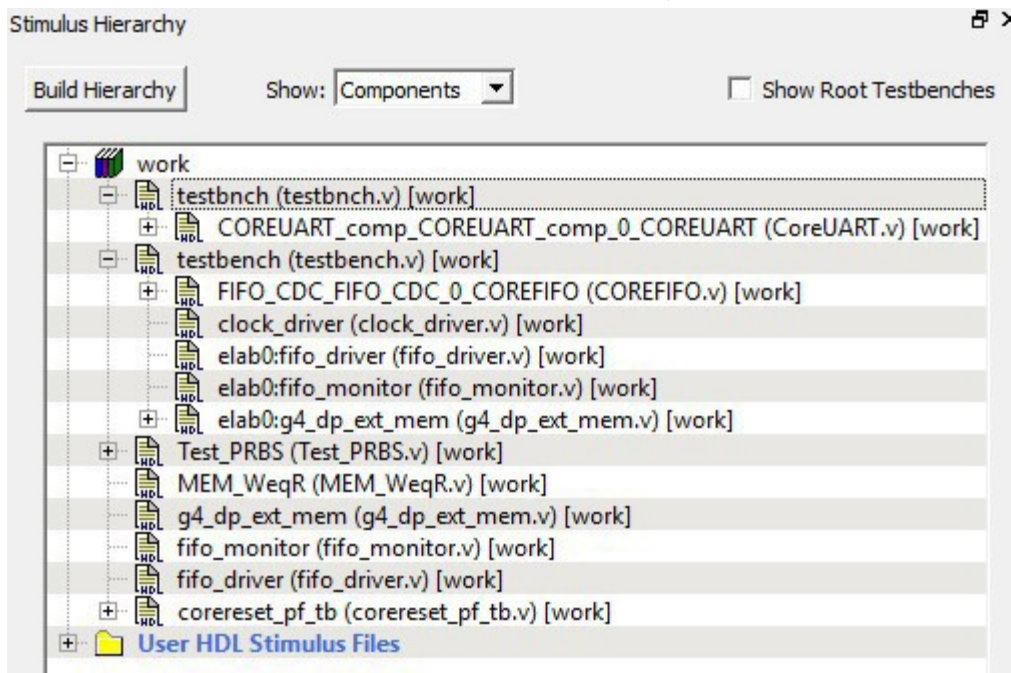 Stimulus Hierarchy
Build Hierarchy Show: Components Show Root Testbenches
work
testbnch (testbnch.v) [work]
COREUART_comp_COREUART_comp_0_COREUART (CoreUART.v) [work]
testbench (testbench.v) [work]
FIFO_CDC_FIFO_CDC_0_COREFIFO (COREFIFO.v) [work]
clock_driver (clock_driver.v) [work]
elab0:fifo_driver (fifo_driver.v) [work]
elab0:fifo_monitor (fifo_monitor.v) [work]
elab0:g4_dp_ext_mem (g4_dp_ext_mem.v) [work]
Test_PRBS (Test_PRBS.v) [work]
MEM_WeqR (MEM_WeqR.v) [work]
g4_dp_ext_mem (g4_dp_ext_mem.v) [work]
fifo_monitor (fifo_monitor.v) [work]
fifo_driver (fifo_driver.v) [work]
corereset_pf_tb (corereset_pf_tb.v) [work]
User HDL Stimulus Files